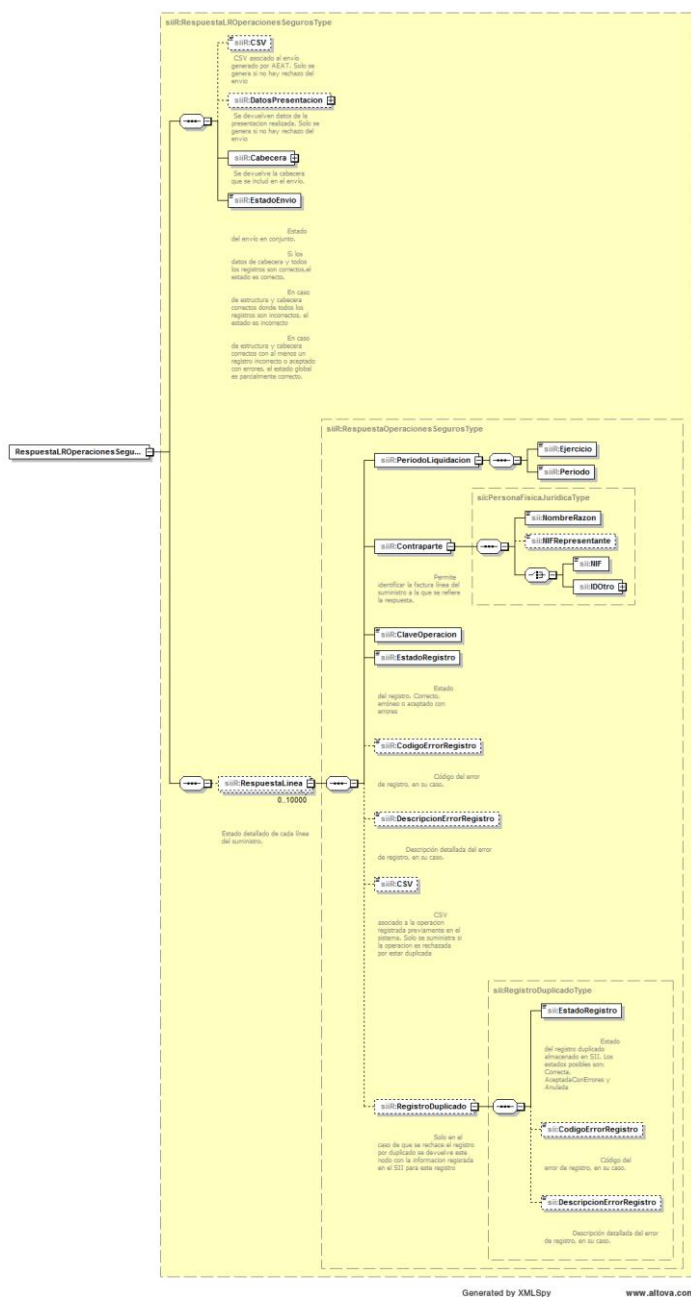 siiR:RespuestaLROperacionesSegurosType
siiR:CSV
CSV asociado al envío
generado por AEAT. Solo se
genera si no hay rechazo del
envio
siiR:DatosPresentacion
Se devuelven datos de la
presentacion realizada. Solo se
genera si no hay rechazo del
envio
siiR:Cabecera
Se devuelve la cabecera
que se incluó en el envío.
siiR:EstadoEnvio
Estado
del envío en conjunto.
Si los
datos de cabecera y todos
los registros son correctos,el
estado es correcto.
En caso
de estructura y cabecera
correctos donde todos los
registros son incorrectos, el
estado es incorrecto
En caso
de estructura y cabecera
correctos con al menos un
registro incorrecto o aceptado
con errores, el estado global
es parcialmente correcto.
RespuestaLROperacionesSegu...
siiR:RespuestaOperacionesSegurosType
siiR:PeriodoLiquidacion
siiR:Ejercicio
siiR:Periodo
sii:PersonaFisicaJuridicaType
siiR:Contraparte
sii:NombreRazon
sii:NIFRepresentante
sii:NIF
sii:IDOtro
Permite
identificar la factura línea del
suministro a la que se refiere
la respuesta.
siiR:ClaveOperacion
siiR:EstadoRegistro
Estado
del registro. Correcto,
erróneo o aceptado con
errores
siiR:CodigoErrorRegistro
Código del error
de registro, en su caso.
siiR:RespuestaLinea
0..10000
Estado detallado de cada línea
del suministro.
siiR:DescripcionErrorRegistro
Descripción detallada del error
de registro, en su caso.
siiR:CSV
CSV
asociado a la operacion
registrada previamente en el
sistema. Solo se suministra si
la operacion es rechazada
por estar duplicada
sii:RegistroDuplicadoType
sii:EstadoRegistro
Estado
del registro duplicado
almacenado en SII. Los
estados posibles son:
Correcta,
AceptadaConErrores y
Anulada
siiR:RegistroDuplicado
Solo en el
caso de que se rechace el registro
por duplicado se devuelve este
nodo con la informacion registrada
en el SII para este registro
sii:CodigoErrorRegistro
Código del
error de registro, en su caso.
sii:DescripcionErrorRegistro
Descripción detallada del error
de registro, en su caso.
Generated by XMLSpy
www.altova.com